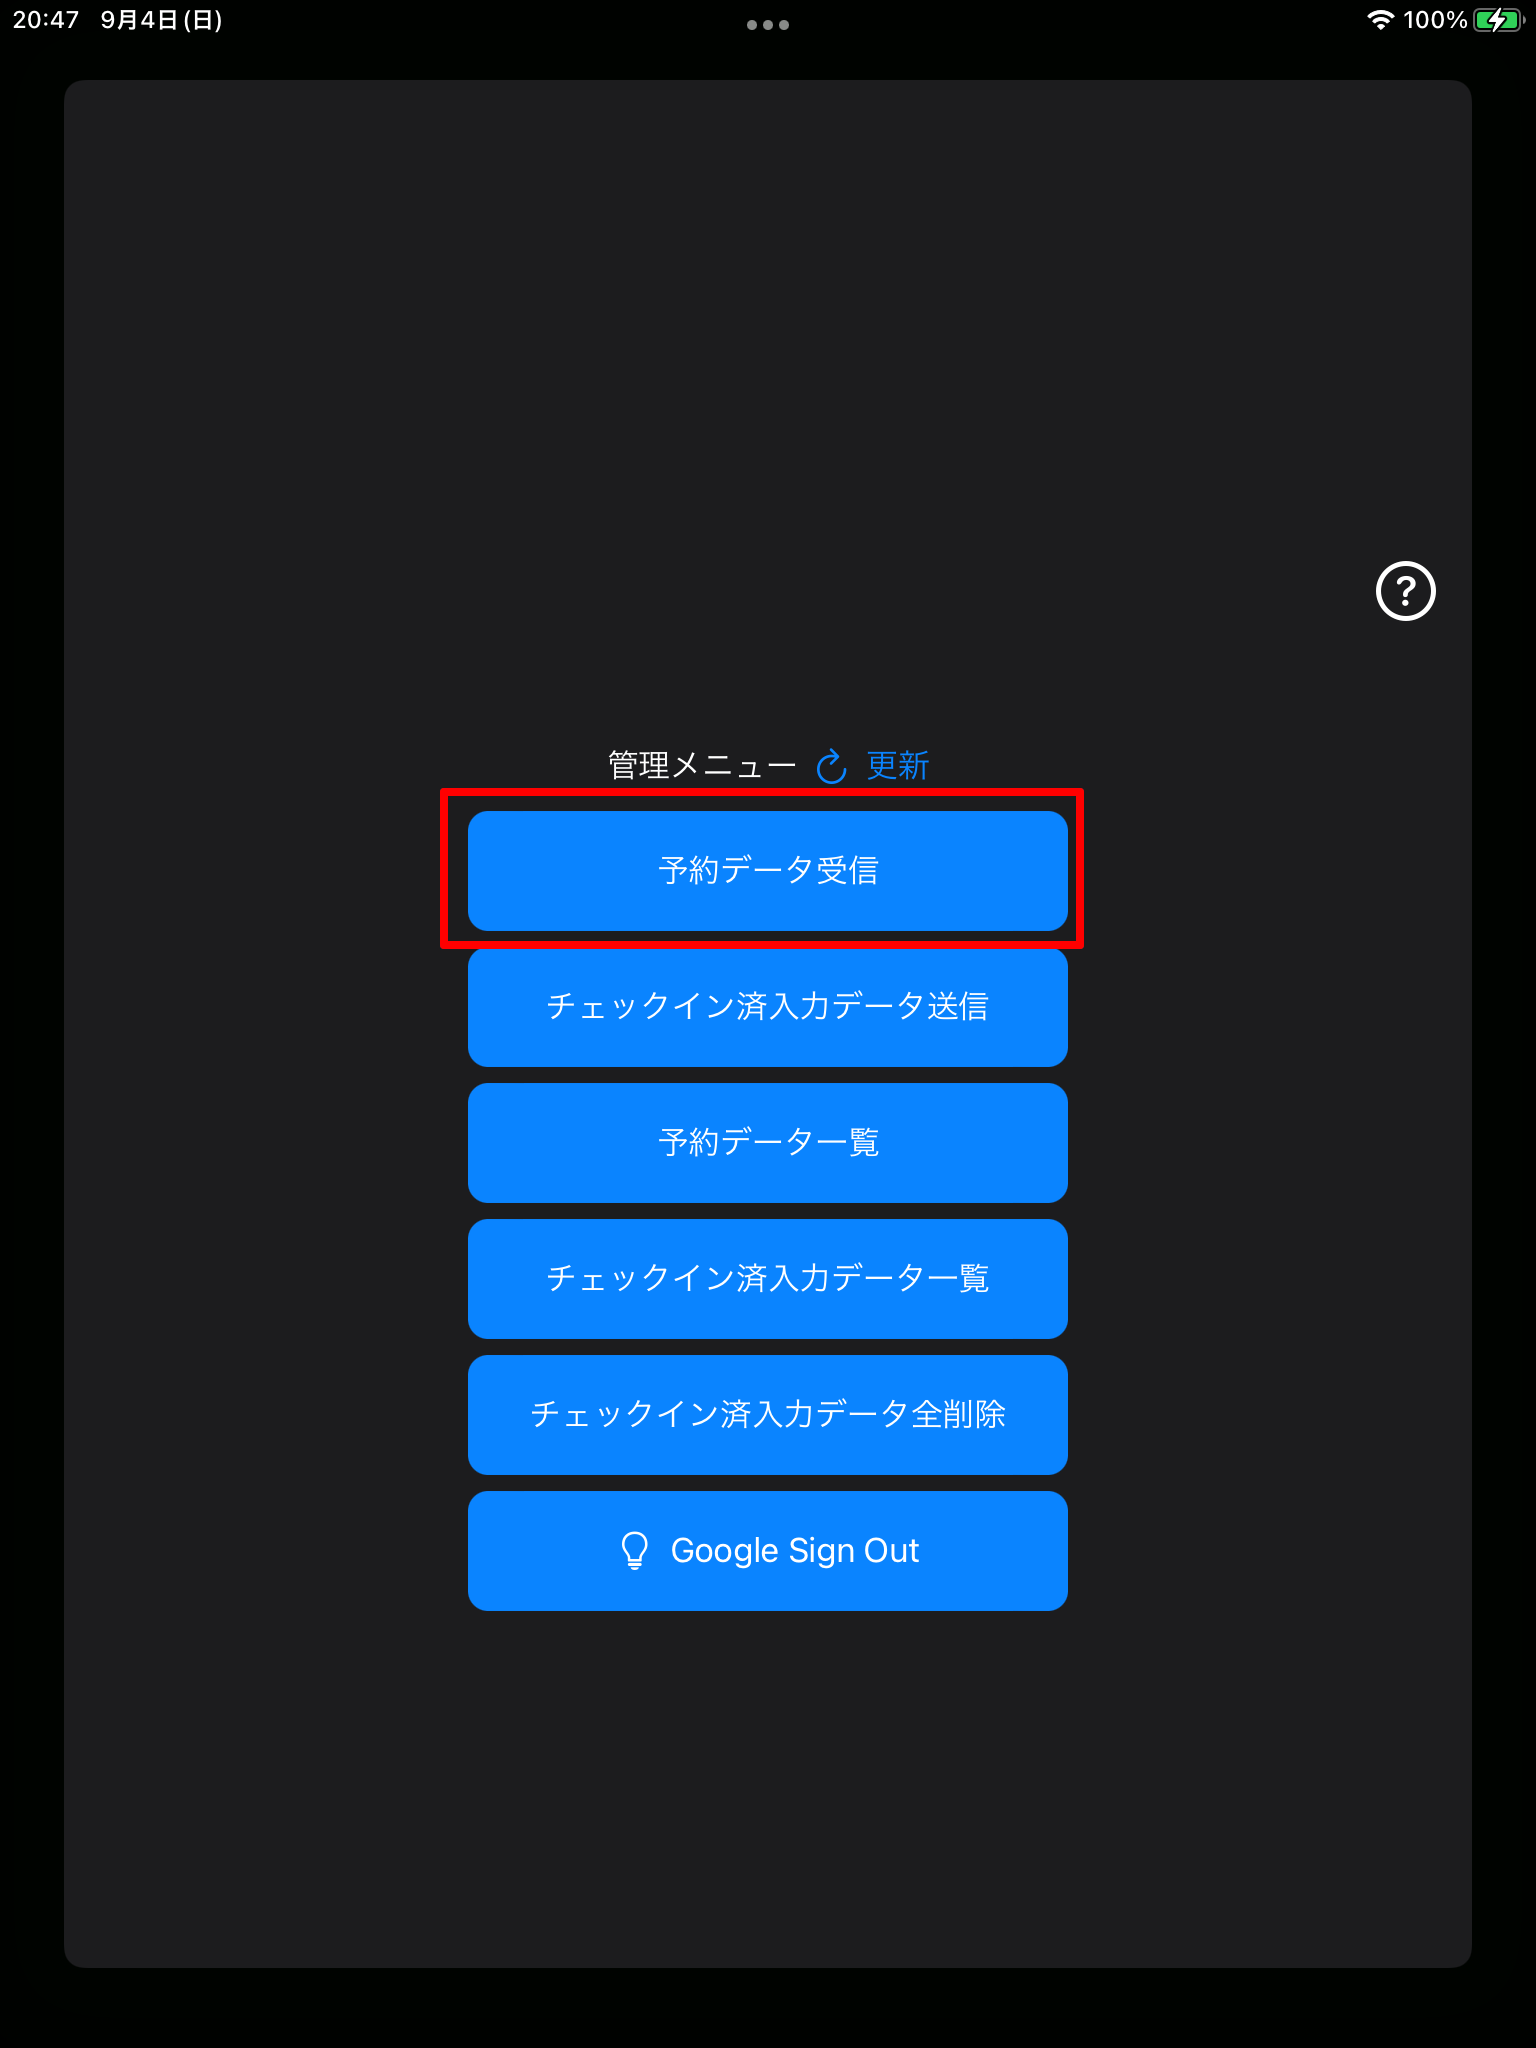 20:47 9月4日(日) 100%
管理メニュー 更新
予約データ受信
チェックイン済入力データ送信
予約データ一覧
チェックイン済入力データ一覧
チェックイン済入力データ全削除
Google Sign Out